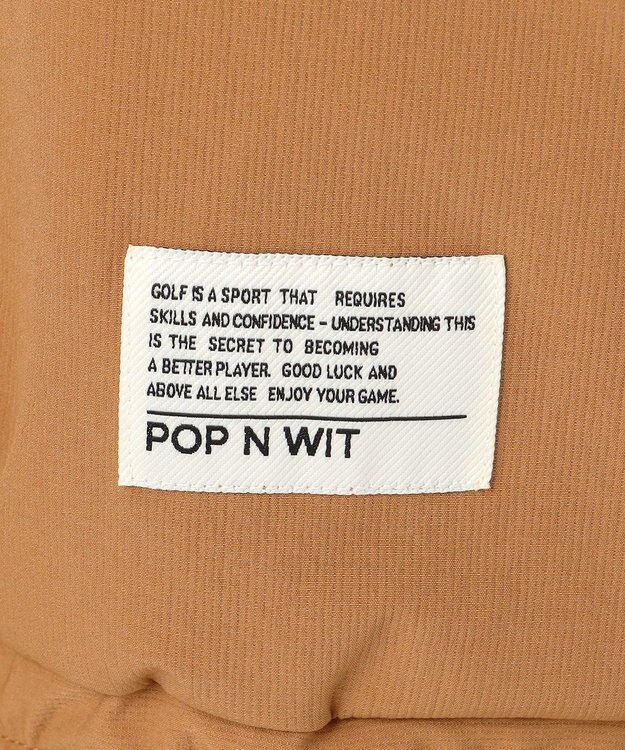 GOLF IS A SPORT THAT REQUIRES
SKILLS AND CONFIDENCE – UNDERSTANDING THIS
IS THE SECRET TO BECOMING
A BETTER PLAYER. GOOD LUCK AND
ABOVE ALL ELSE ENJOY YOUR GAME.
POP N WIT